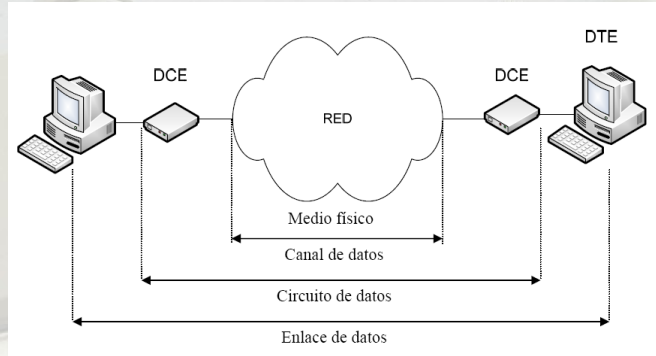 DTE
DCE
DCE
RED
Medio físico
Canal de datos
Circuito de datos
Enlace de datos